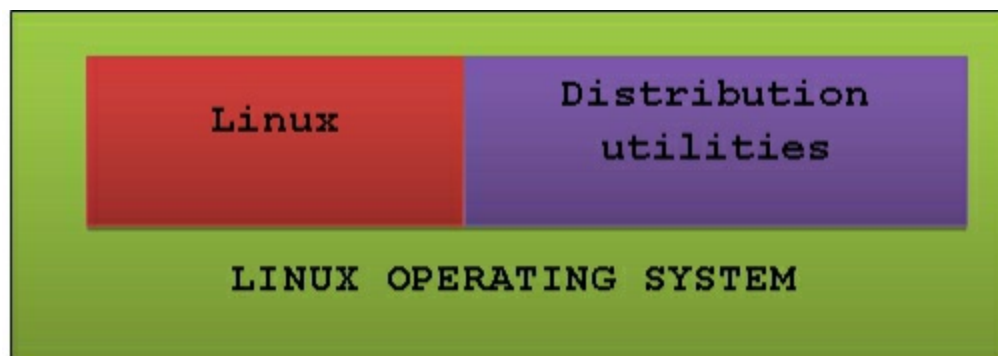 Linux
Distribution
utilities
LINUX OPERATING SYSTEM